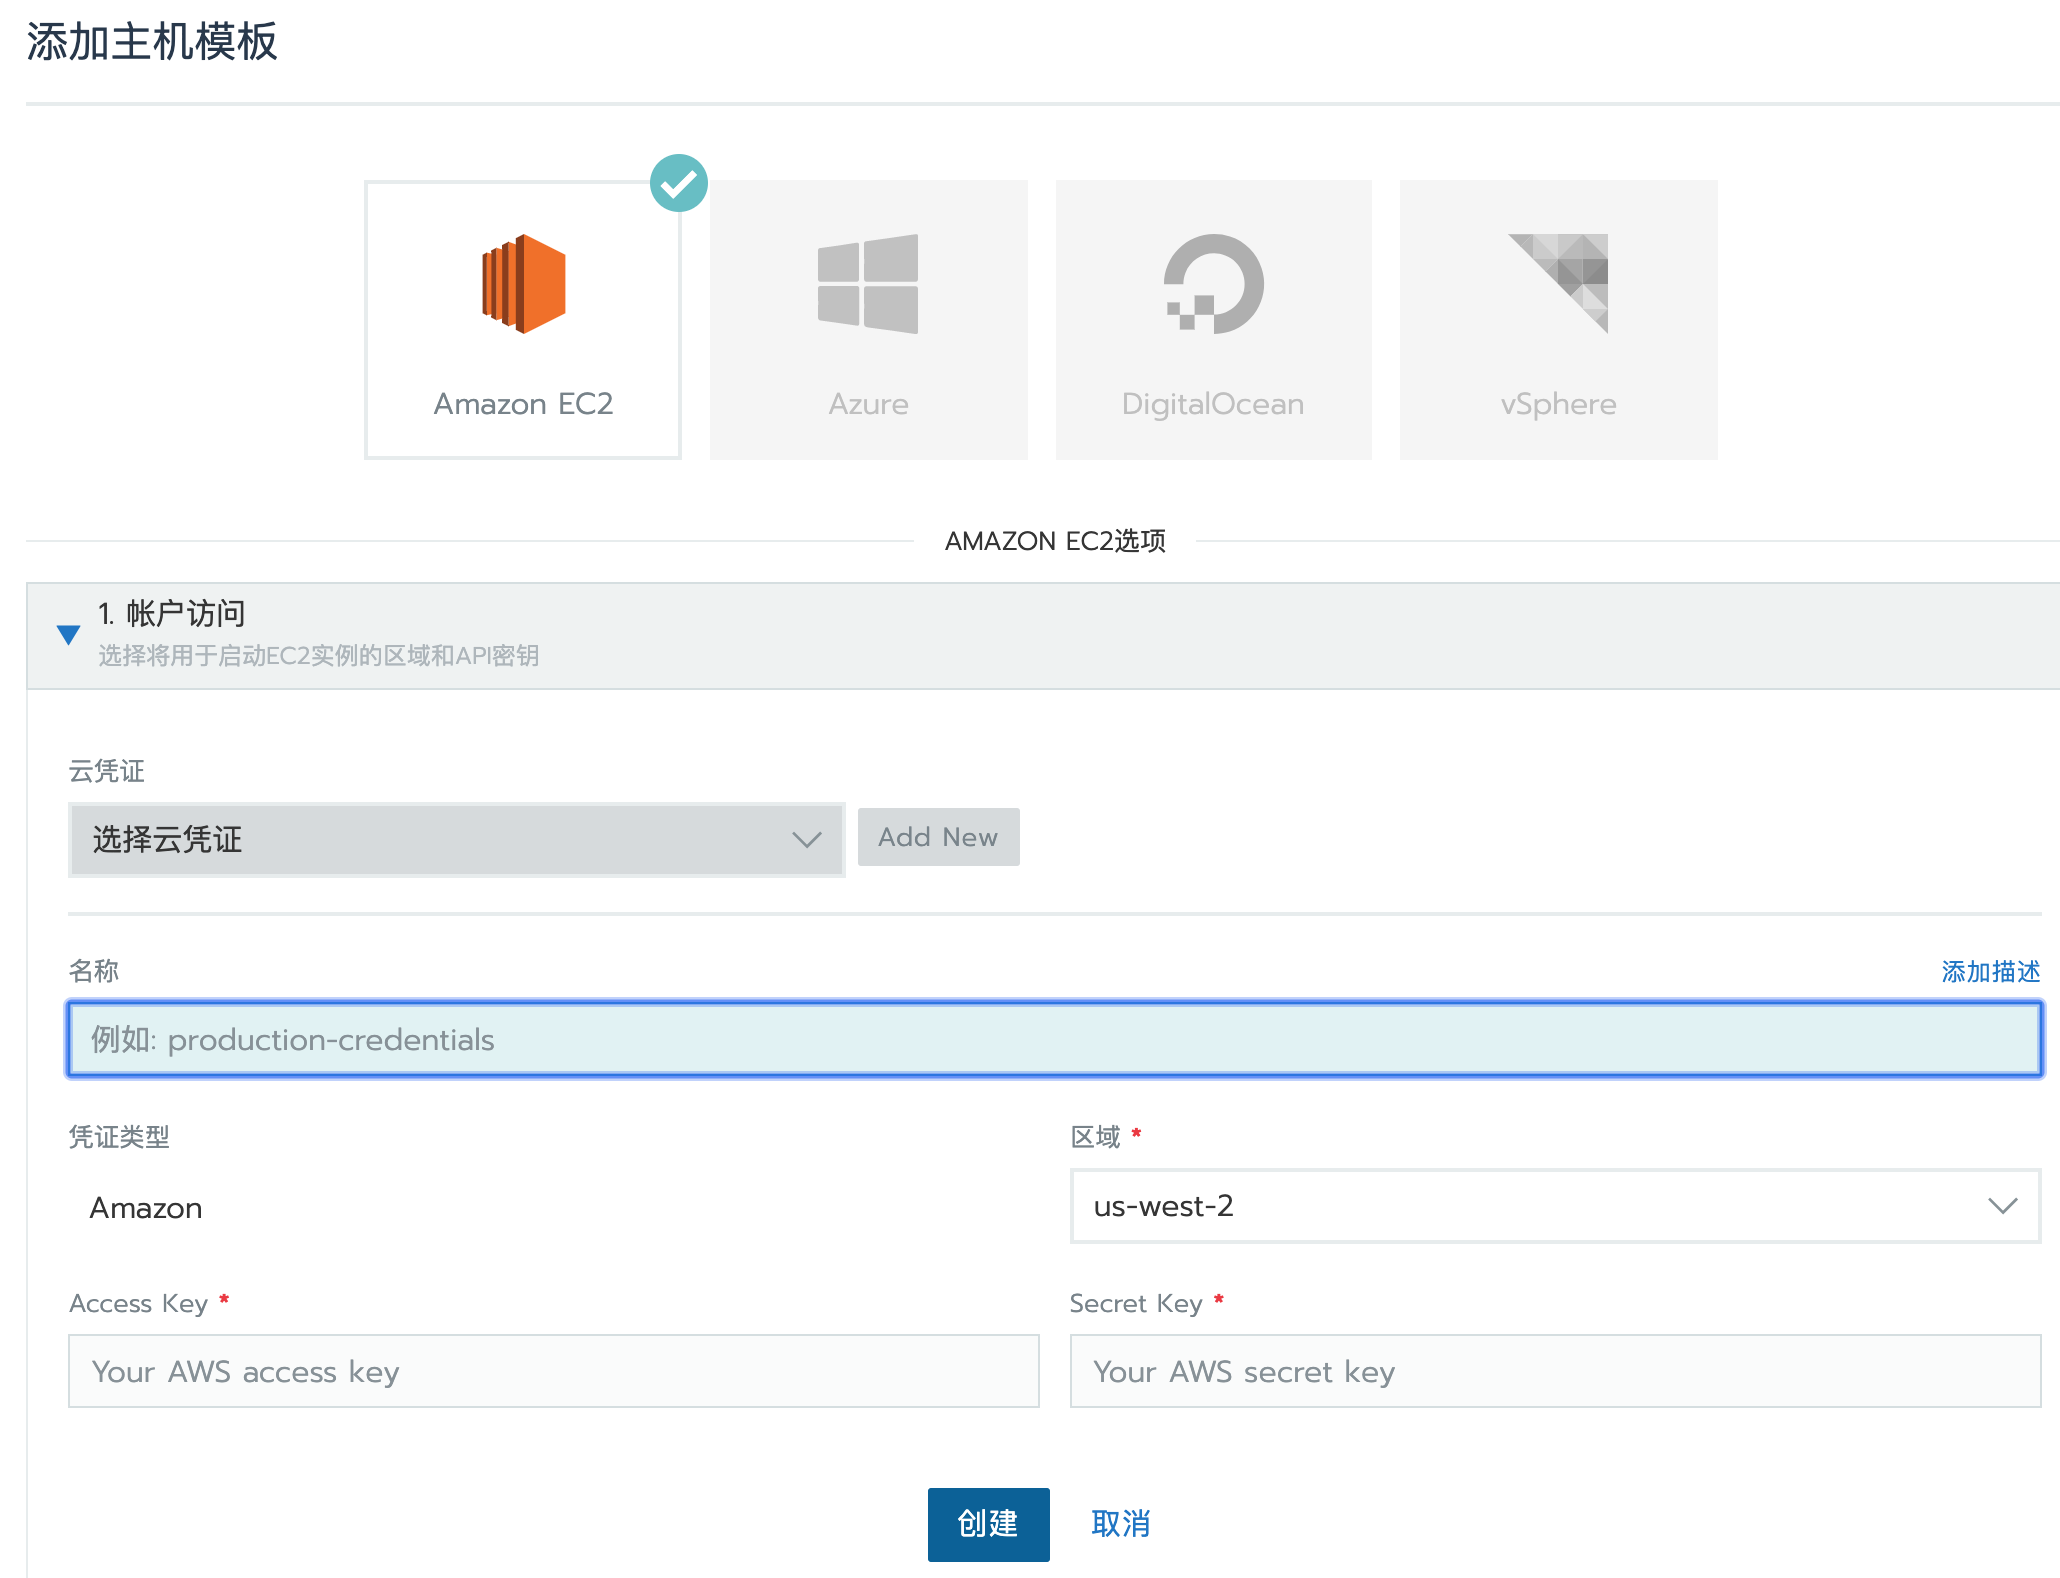 添加主机模板
Amazon EC2
Azure
DigitalOcean
vSphere
AMAZON EC2选项
1. 帐户访问
选择将用于启动EC2实例的区域和API密钥
云凭证
选择云凭证
Add New
名称
添加描述
例如: production-credentials
凭证类型
区域 *
Amazon
us-west-2
Access Key *
Secret Key *
Your AWS access key
Your AWS secret key
创建
取消